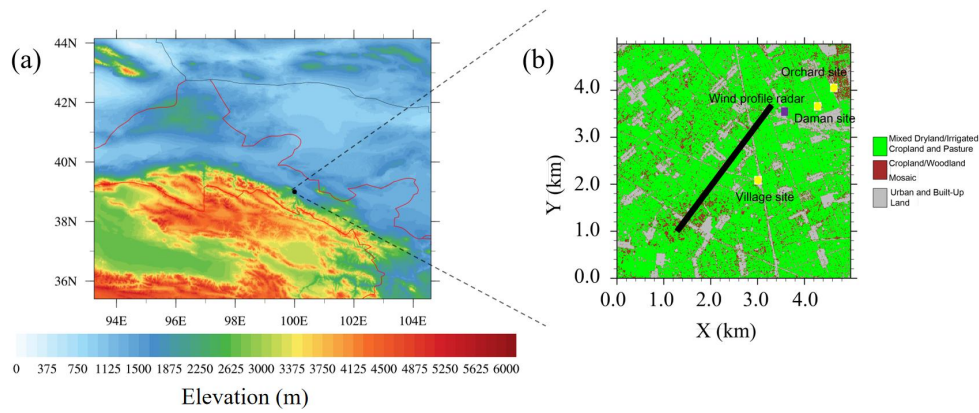 (a)
44N
42N
40N
38N
36N
94E 96E 98E 100E 102E 104E
0 375 750 1125 1500 1875 2250 2625 3000 3375 3750 4125 4500 4875 5250 5625 6000
Elevation (m)
(b)
Orchard site
Wind profile radar
Daman site
Village site
4.0
3.0
2.0
1.0
0.0
Y (km)
0.0 1.0 2.0 3.0 4.0
X (km)
Mixed Dryland/Irrigated
Cropland and Pasture
Cropland/Woodland
Mosaic
Urban and Built-Up
Land